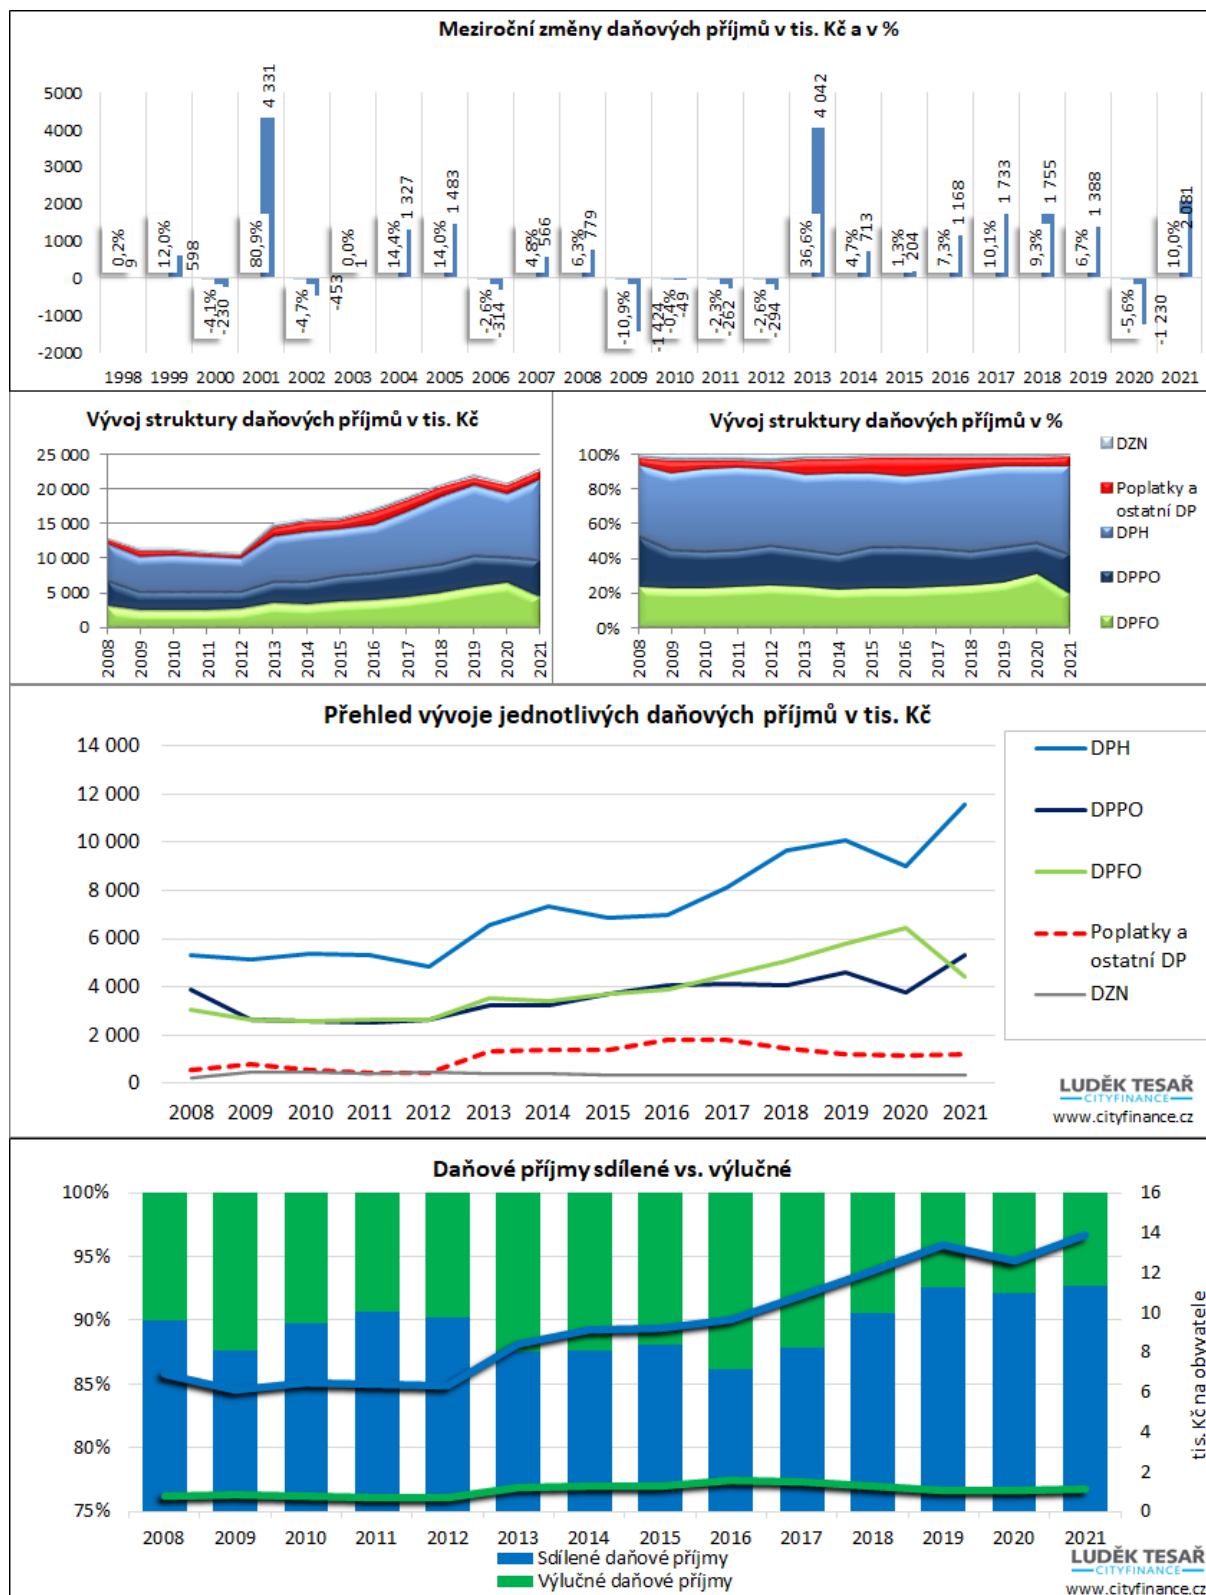 Meziroční změny daňových příjmů v tis. Kč a v %
5000
4000
3000
2000
1000
0
-1000
-2000
0,2%
9
12,0%
598
-4,1%
-230
80,9%
4 331
-4,7%
-453
0,0%
1
14,4%
1 327
14,0%
1 483
-2,6%
-314
4,8%
566
6,3%
779
-10,9%
-1 424
-0,4%
-49
-2,3%
-262
-2,6%
-294
36,6%
4 042
4,7%
713
1,3%
204
7,3%
1 168
10,1%
1 733
9,3%
1 755
6,7%
1 388
-5,6%
-1 230
10,0%
2 081
1998 1999 2000 2001 2002 2003 2004 2005 2006 2007 2008 2009 2010 2011 2012 2013 2014 2015 2016 2017 2018 2019 2020 2021
Vývoj struktury daňových příjmů v tis. Kč
25 000
20 000
15 000
10 000
5 000
0
2008 2009 2010 2011 2012 2013 2014 2015 2016 2017 2018 2019 2020 2021
Vývoj struktury daňových příjmů v %
100%
80%
60%
40%
20%
0%
2008 2009 2010 2011 2012 2013 2014 2015 2016 2017 2018 2019 2020 2021
DZN
Poplatky a
ostatní DP
DPH
DPPO
DPFO
Přehled vývoje jednotlivých daňových příjmů v tis. Kč
14 000
12 000
10 000
8 000
6 000
4 000
2 000
0
2008 2009 2010 2011 2012 2013 2014 2015 2016 2017 2018 2019 2020 2021
DPH
DPPO
DPFO
Poplatky a
ostatní DP
DZN
LUDĚK TESAŘ
CITYFINANCE
www.cityfinance.cz
Daňové příjmy sdílené vs. výlučné
100%
95%
90%
85%
80%
75%
16
14
12
10
8
6
4
2
0
tis. Kč na obyvatele
2008 2009 2010 2011 2012 2013 2014 2015 2016 2017 2018 2019 2020 2021
Sdílené daňové příjmy
Výlučné daňové příjmy
LUDĚK TESAŘ
CITYFINANCE
www.cityfinance.cz